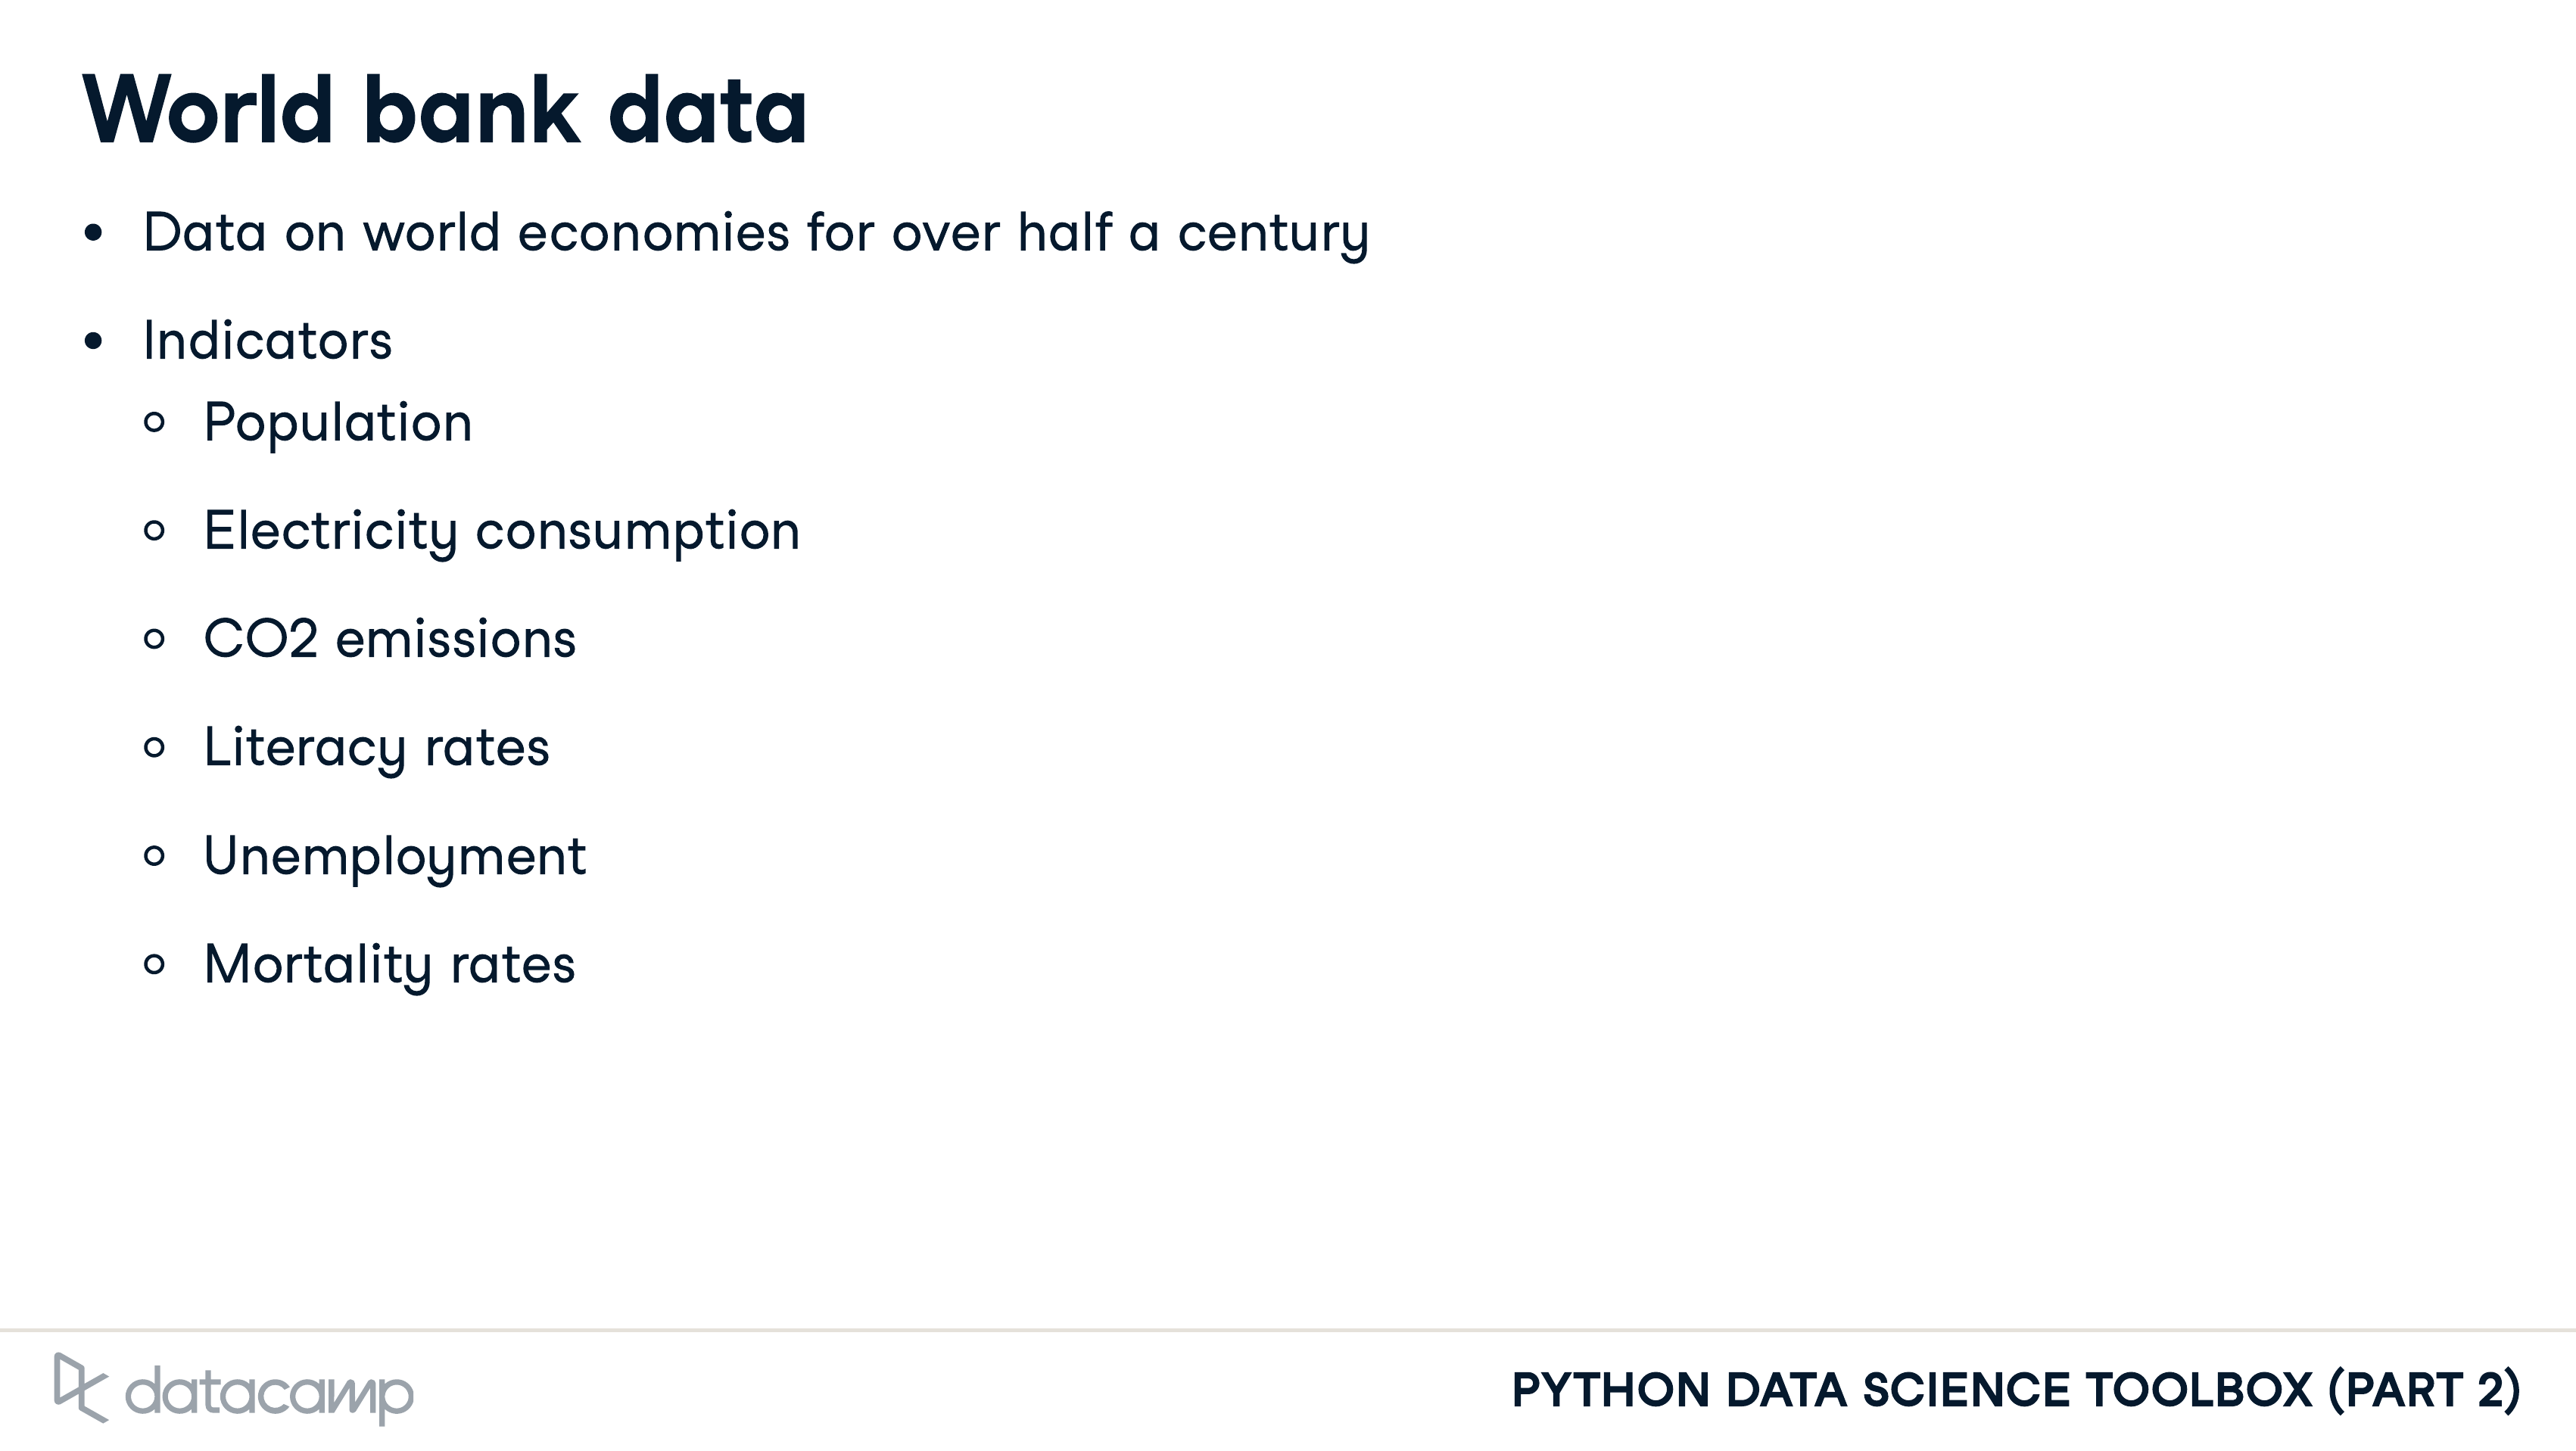 World bank data
• Data on world economies for over half a century
• Indicators
○ Population
○ Electricity consumption
○ CO2 emissions
○ Literacy rates
○ Unemployment
○ Mortality rates
datacamp
PYTHON DATA SCIENCE TOOLBOX (PART 2)